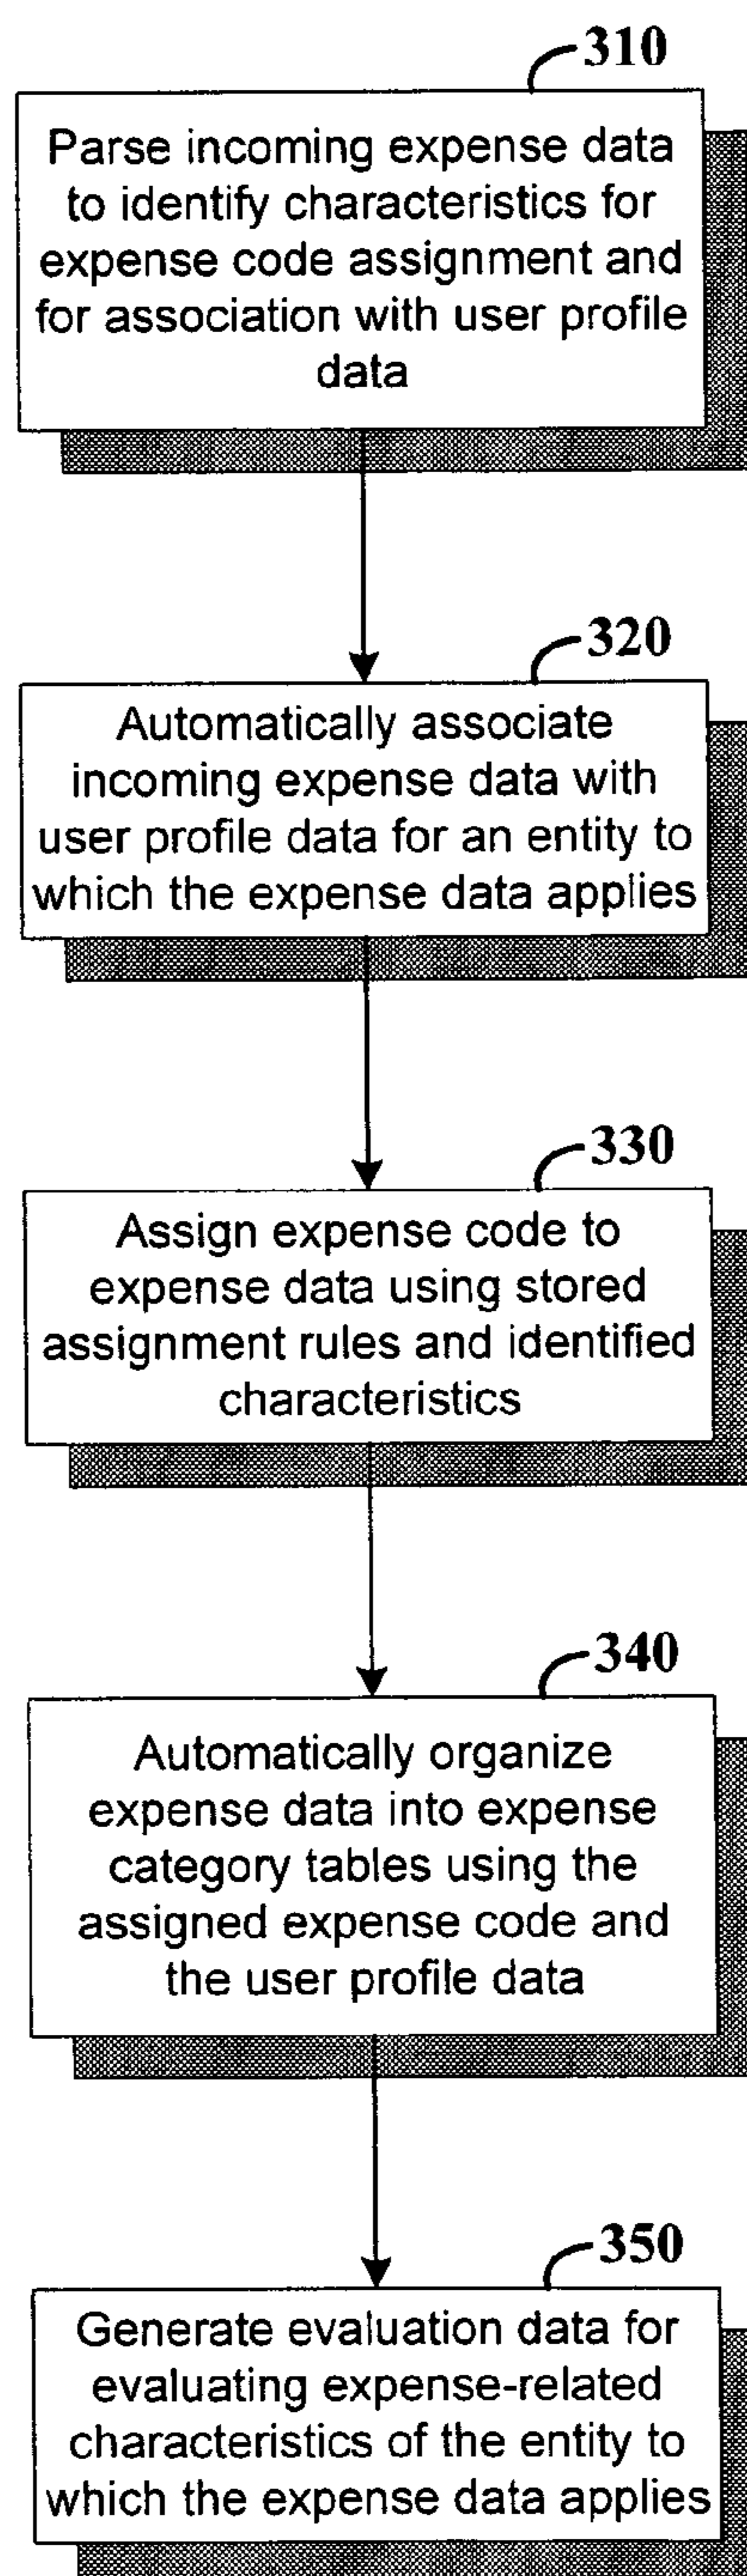 310
Parse incoming expense data
to identify characteristics for
expense code assignment and
for association with user profile
data
320
Automatically associate
incoming expense data with
user profile data for an entity to
which the expense data applies
330
Assign expense code to
expense data using stored
assignment rules and identified
characteristics
340
Automatically organize
expense data into expense
category tables using the
assigned expense code and
the user profile data
350
Generate evaluation data for
evaluating expense-related
characteristics of the entity to
which the expense data applies